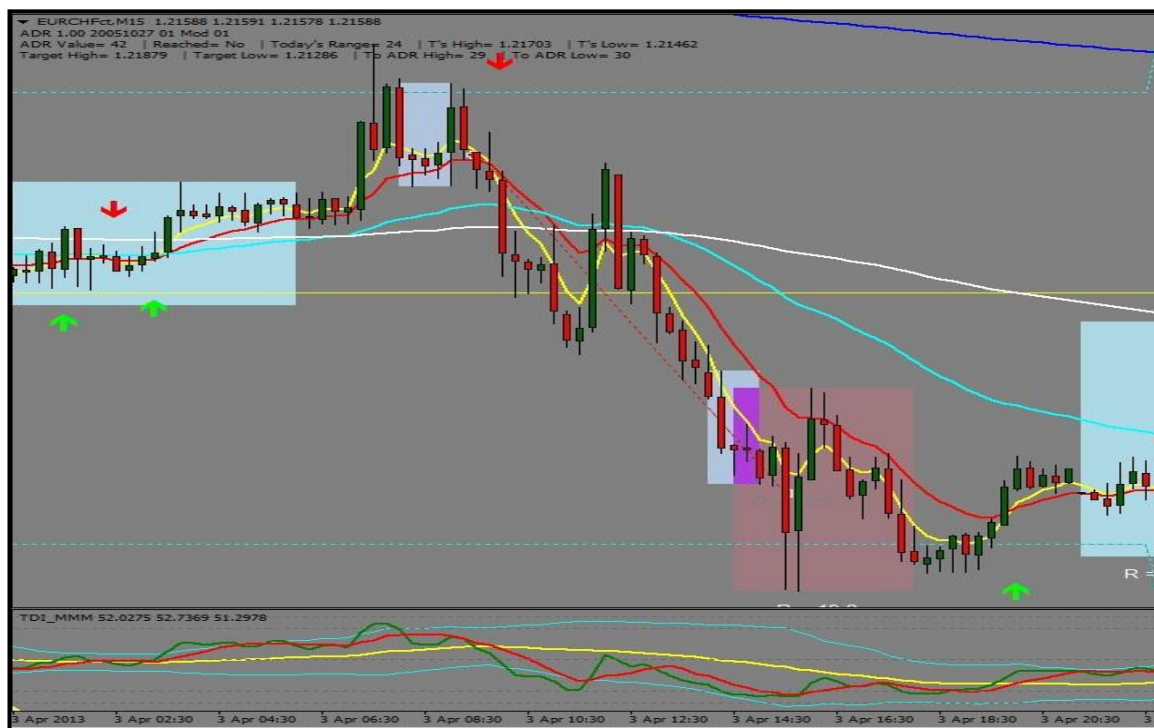 EURCHFct,M15 1.21588 1.21591 1.21578 1.21588
ADR 1.00 20051027 01 Mod 01
ADR Value= 42 | Reached= No | Today's Range= 24 | T's High= 1.21703 | T's Low= 1.21462
Target High= 1.21879 | Target Low= 1.21286 | To ADR High= 29 | To ADR Low= 30
R =
TDI_MMM 52.0275 52.7369 51.2978
3 Apr 2013 3 Apr 02:30 3 Apr 04:30 3 Apr 06:30 3 Apr 08:30 3 Apr 10:30 3 Apr 12:30 3 Apr 14:30 3 Apr 16:30 3 Apr 18:30 3 Apr 20:30